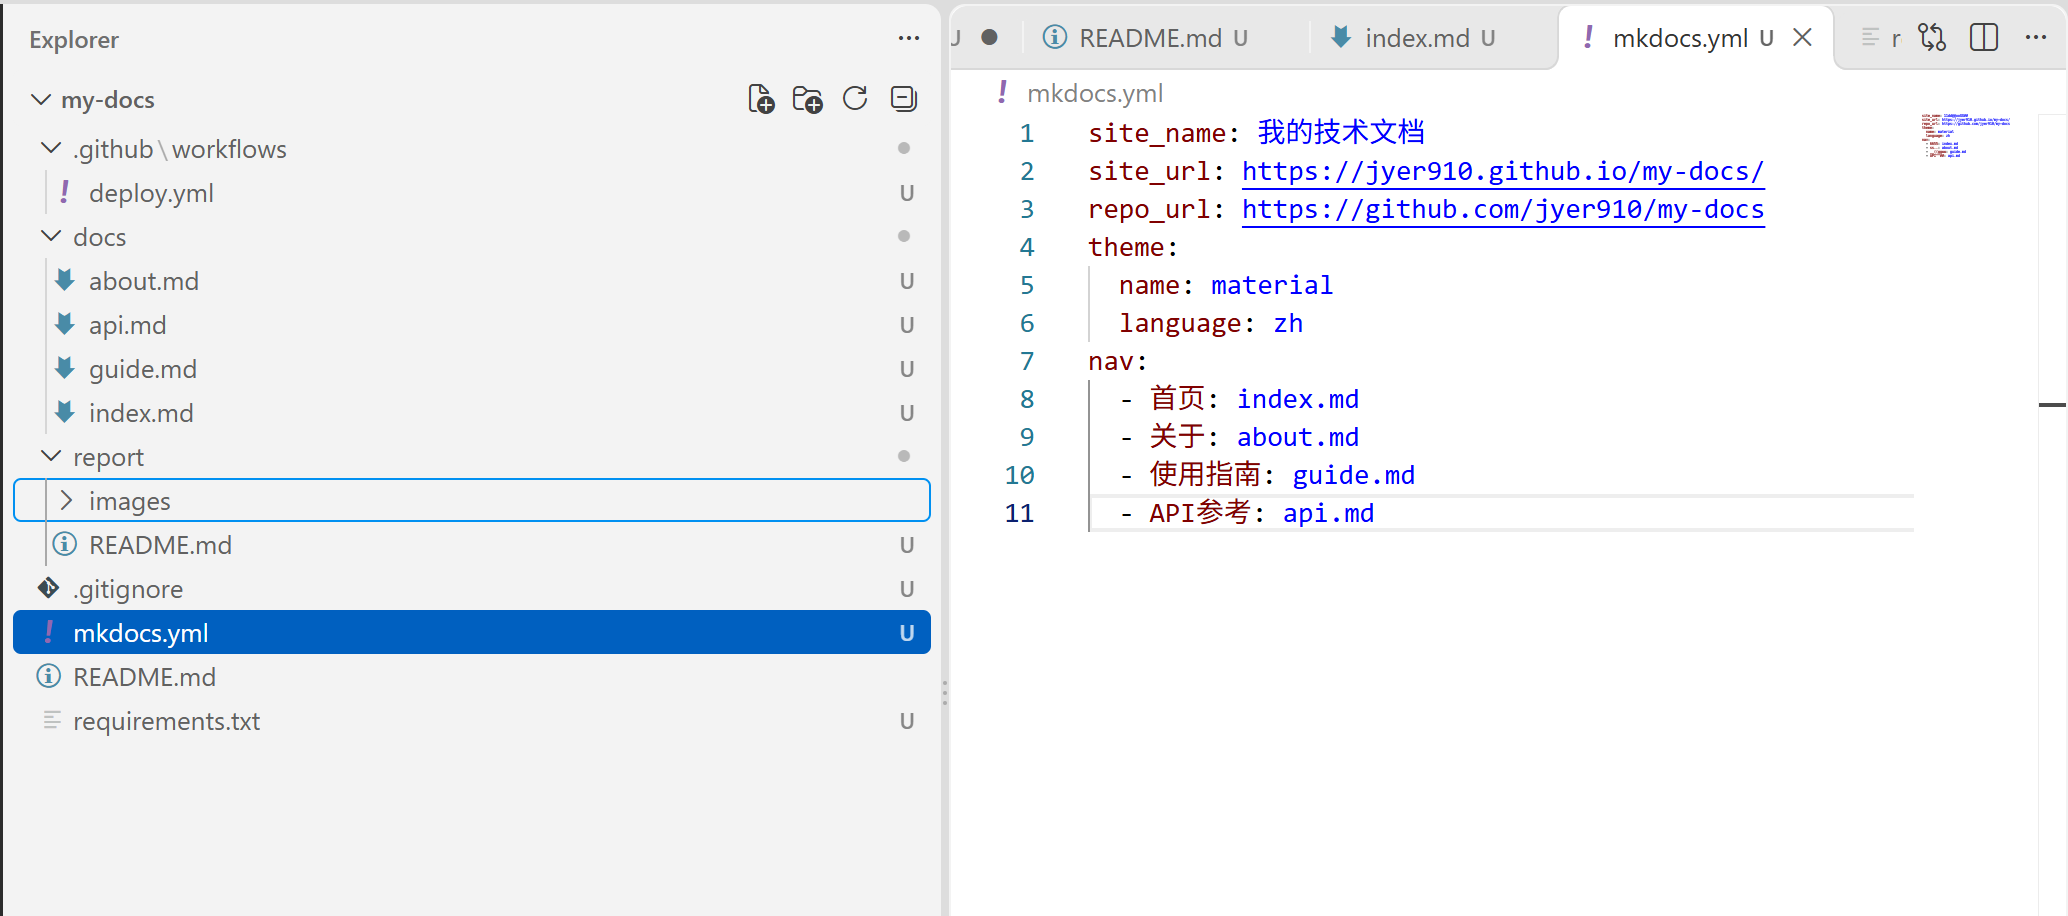 Explorer
my-docs
.github\workflows
deploy.yml U
docs
about.md U
api.md U
guide.md U
index.md U
report
images
README.md U
.gitignore U
mkdocs.yml U
README.md
requirements.txt U
U README.md U index.md U mkdocs.yml U r
mkdocs.yml
1 site_name: 我的技术文档
2 site_url: https://jyer910.github.io/my-docs/
3 repo_url: https://github.com/jyer910/my-docs
4 theme:
5 name: material
6 language: zh
7 nav:
8 - 首页: index.md
9 - 关于: about.md
10 - 使用指南: guide.md
11 - API参考: api.md